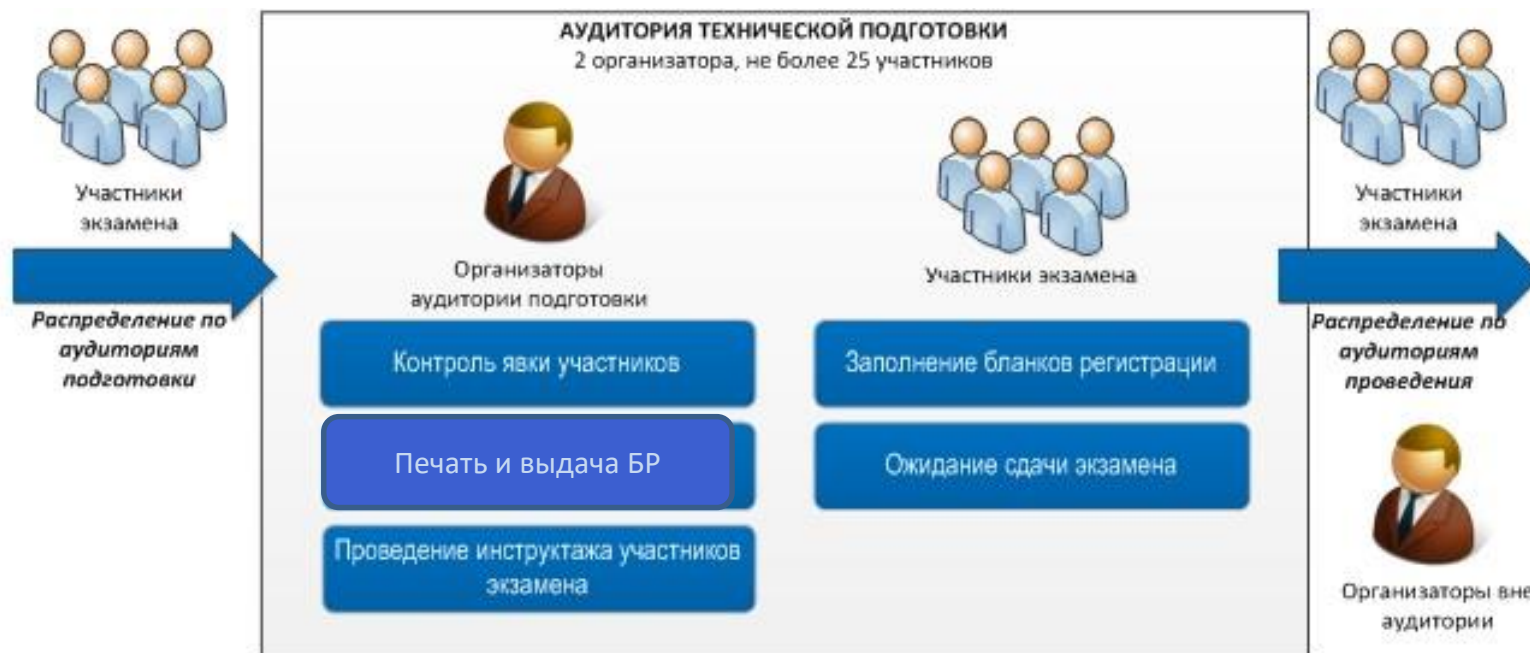 АУДИТОРИЯ ТЕХНИЧЕСКОЙ ПОДГОТОВКИ
2 организатора, не более 25 участников
Участники
экзамена
Распределение по
аудиториям
подготовки
Организаторы
аудитории подготовки
Контроль явки участников
Печать и выдача БР
Проведение инструктажа участников
экзамена
Участники экзамена
Заполнение бланков регистрации
Ожидание сдачи экзамена
Участники
экзамена
Распределение по
аудиториям
проведения
Организаторы вне
аудитории